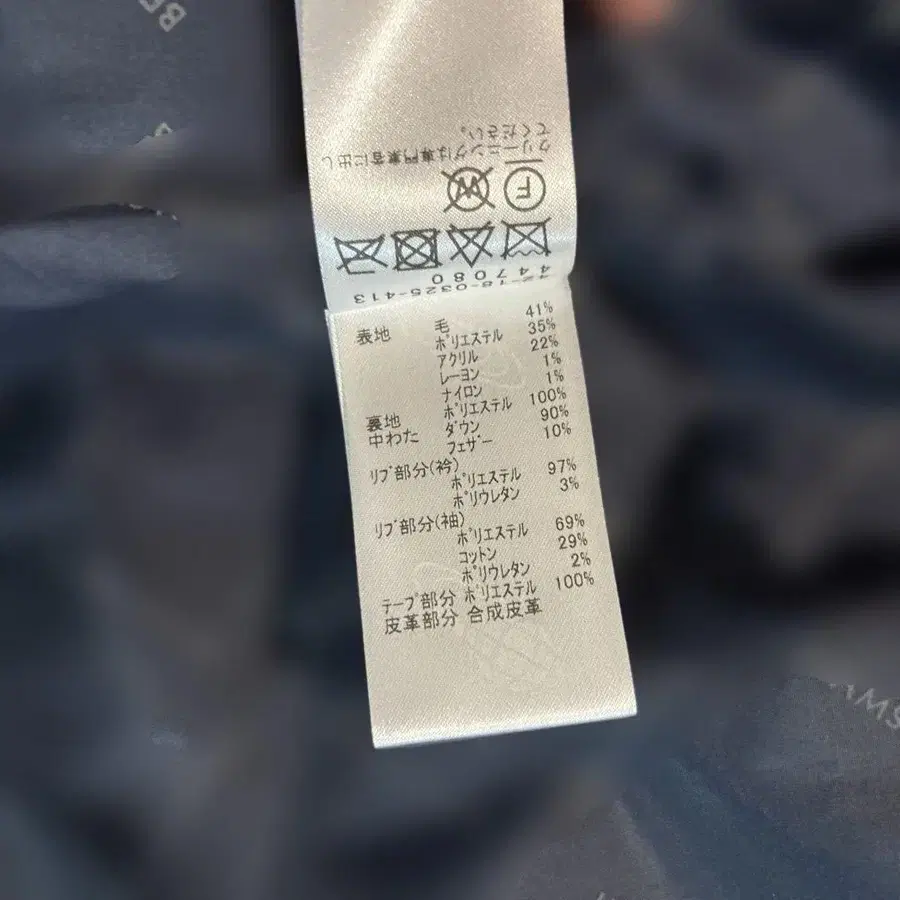 クリーニングは専門業者に出し
てください。
F
W
22-18-0325-413
447080
表地 毛 41%
ポリエステル 35%
アクリル 22%
レーヨン 1%
ナイロン 1%
裏地 ポリエステル 100%
中わた ダウン 90%
フェザー 10%
リブ部分(衿)
ポリエステル 97%
ポリウレタン 3%
リブ部分(袖)
ポリエステル 69%
コットン 29%
ポリウレタン 2%
テープ部分 ポリエステル 100%
皮革部分 合成皮革